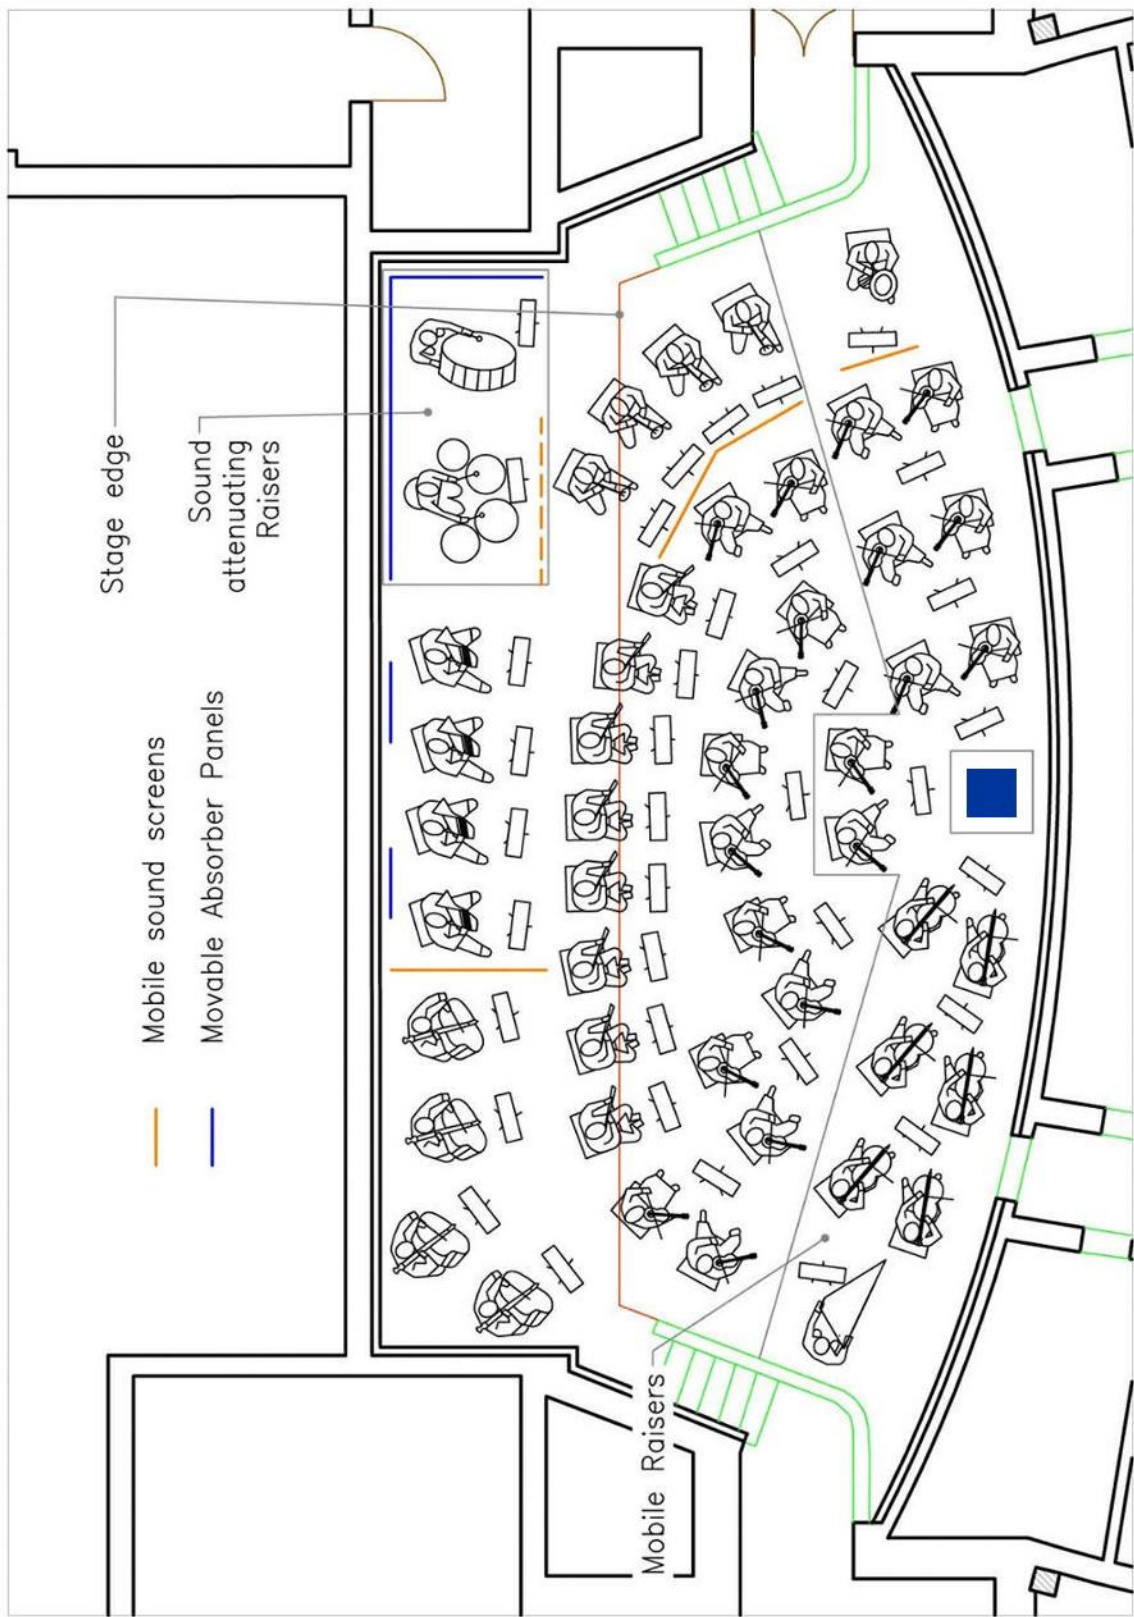 Stage edge
Sound
attenuating
Raisers
Mobile sound screens
Movable Absorber Panels
Mobile Raisers